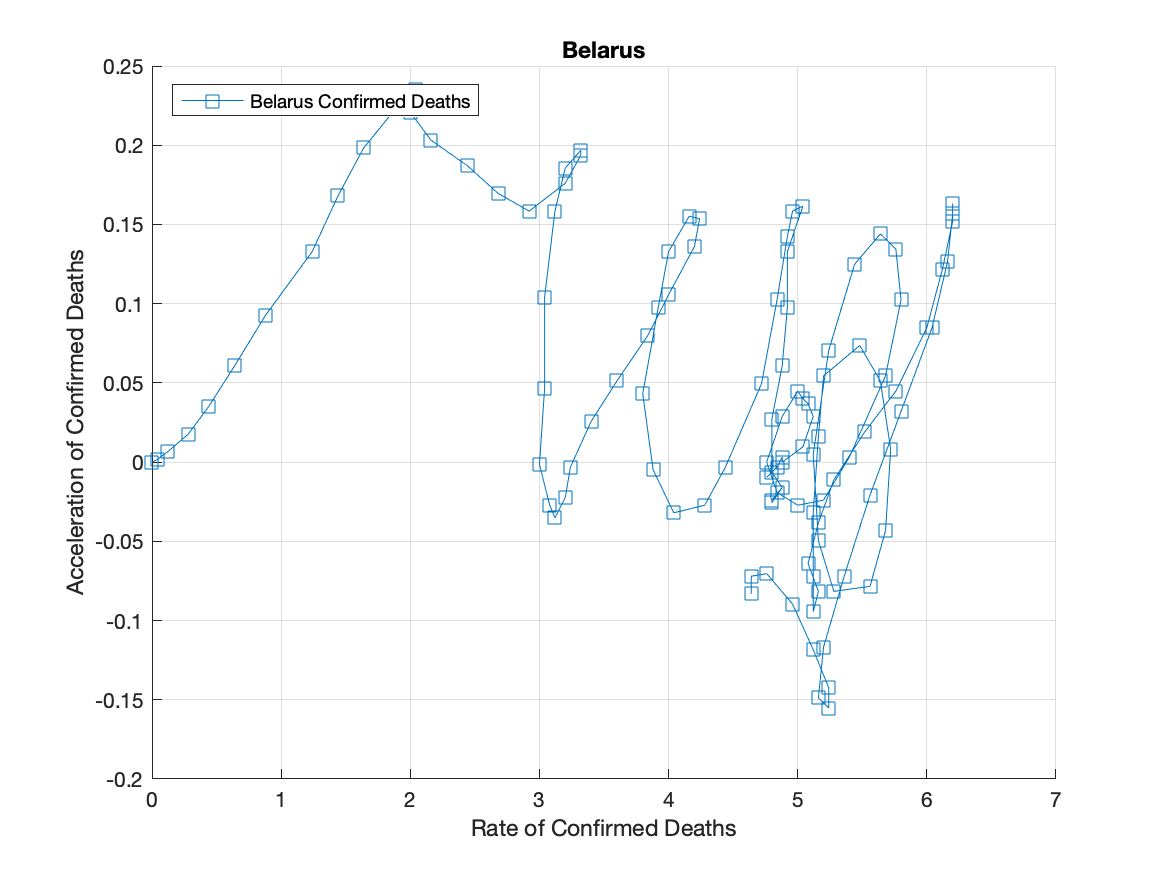 Belarus
Belarus Confirmed Deaths
0.25
0.2
0.15
0.1
0.05
0
-0.05
-0.1
-0.15
-0.2
Acceleration of Confirmed Deaths
0 1 2 3 4 5 6 7
Rate of Confirmed Deaths